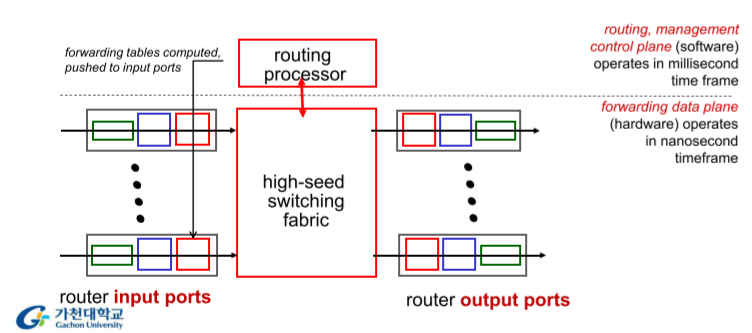 forwarding tables computed,
pushed to input ports
routing
processor
routing, management
control plane (software)
operates in millisecond
time frame
forwarding data plane
(hardware) operates
in nanosecond
timeframe
high-seed
switching
fabric
router input ports
router output ports
가천대학교
Gachon University